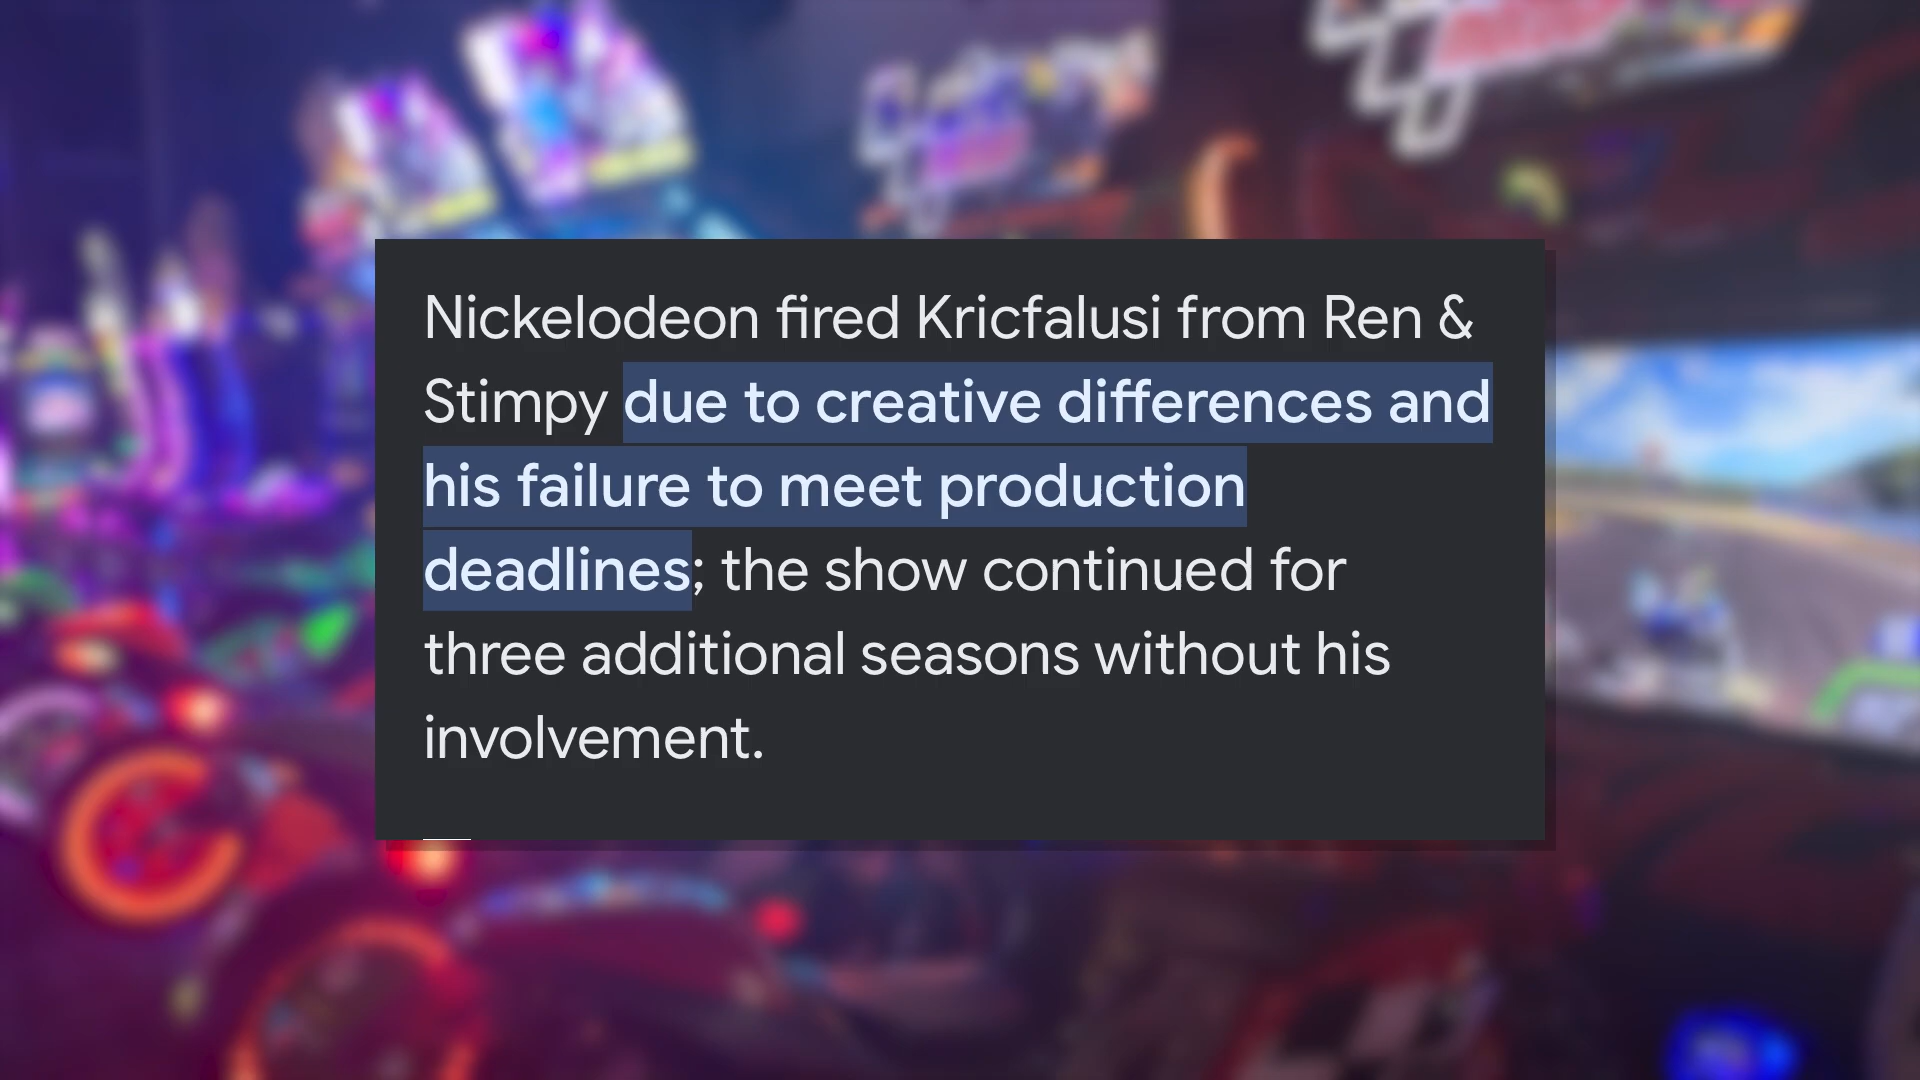 Nickelodeon fired Kricfalusi from Ren &
Stimpy due to creative differences and
his failure to meet production
deadlines; the show continued for
three additional seasons without his
involvement.